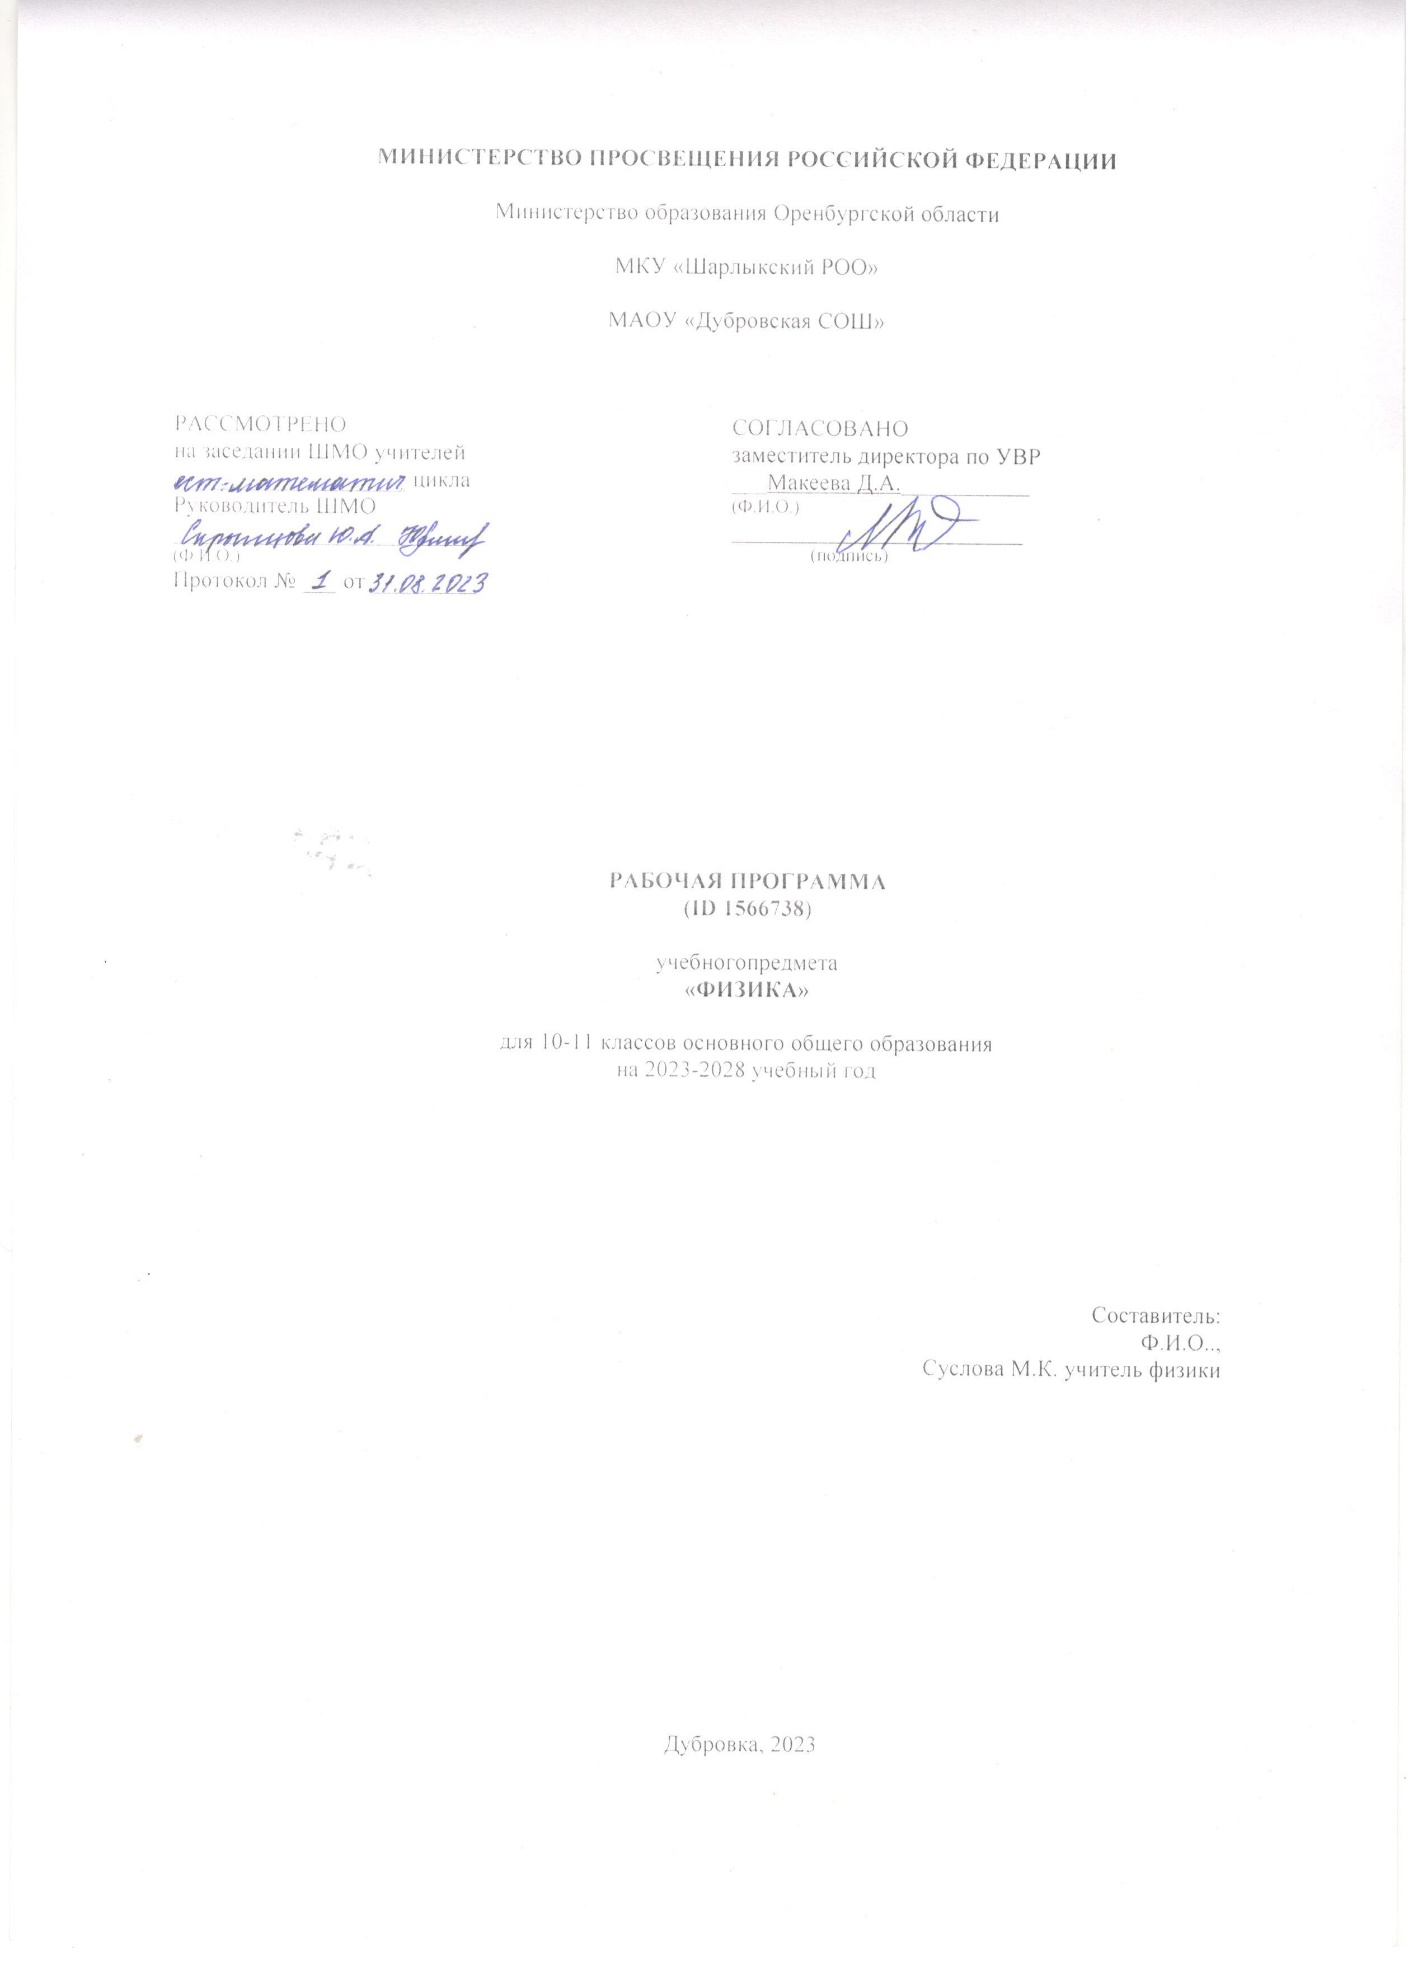 МИНИСТЕРСТВО ПРОСВЕЩЕНИЯ РОССИЙСКОЙ ФЕДЕРАЦИИ
Министерство образования Оренбургской области
МКУ «Шарлыкский РОО»
МАОУ «Дубровская СОШ»
РАССМОТРЕНО
на заседании ШМО учителей
ест-математич цикла
Руководитель ШМО
Ю.А.
(Ф.И.О.)
Протокол № 1 от 31.08.2023
СОГЛАСОВАНО
заместитель директора по УВР
Макеева Д.А.
(Ф.И.О.)
(подпись)
РАБОЧАЯ ПРОГРАММА
(ID 1566738)
учебногопредмета
«ФИЗИКА»
для 10-11 классов основного общего образования
на 2023-2028 учебный год
Составитель:
Ф.И.О..,
Суслова М.К. учитель физики
Дубровка, 2023